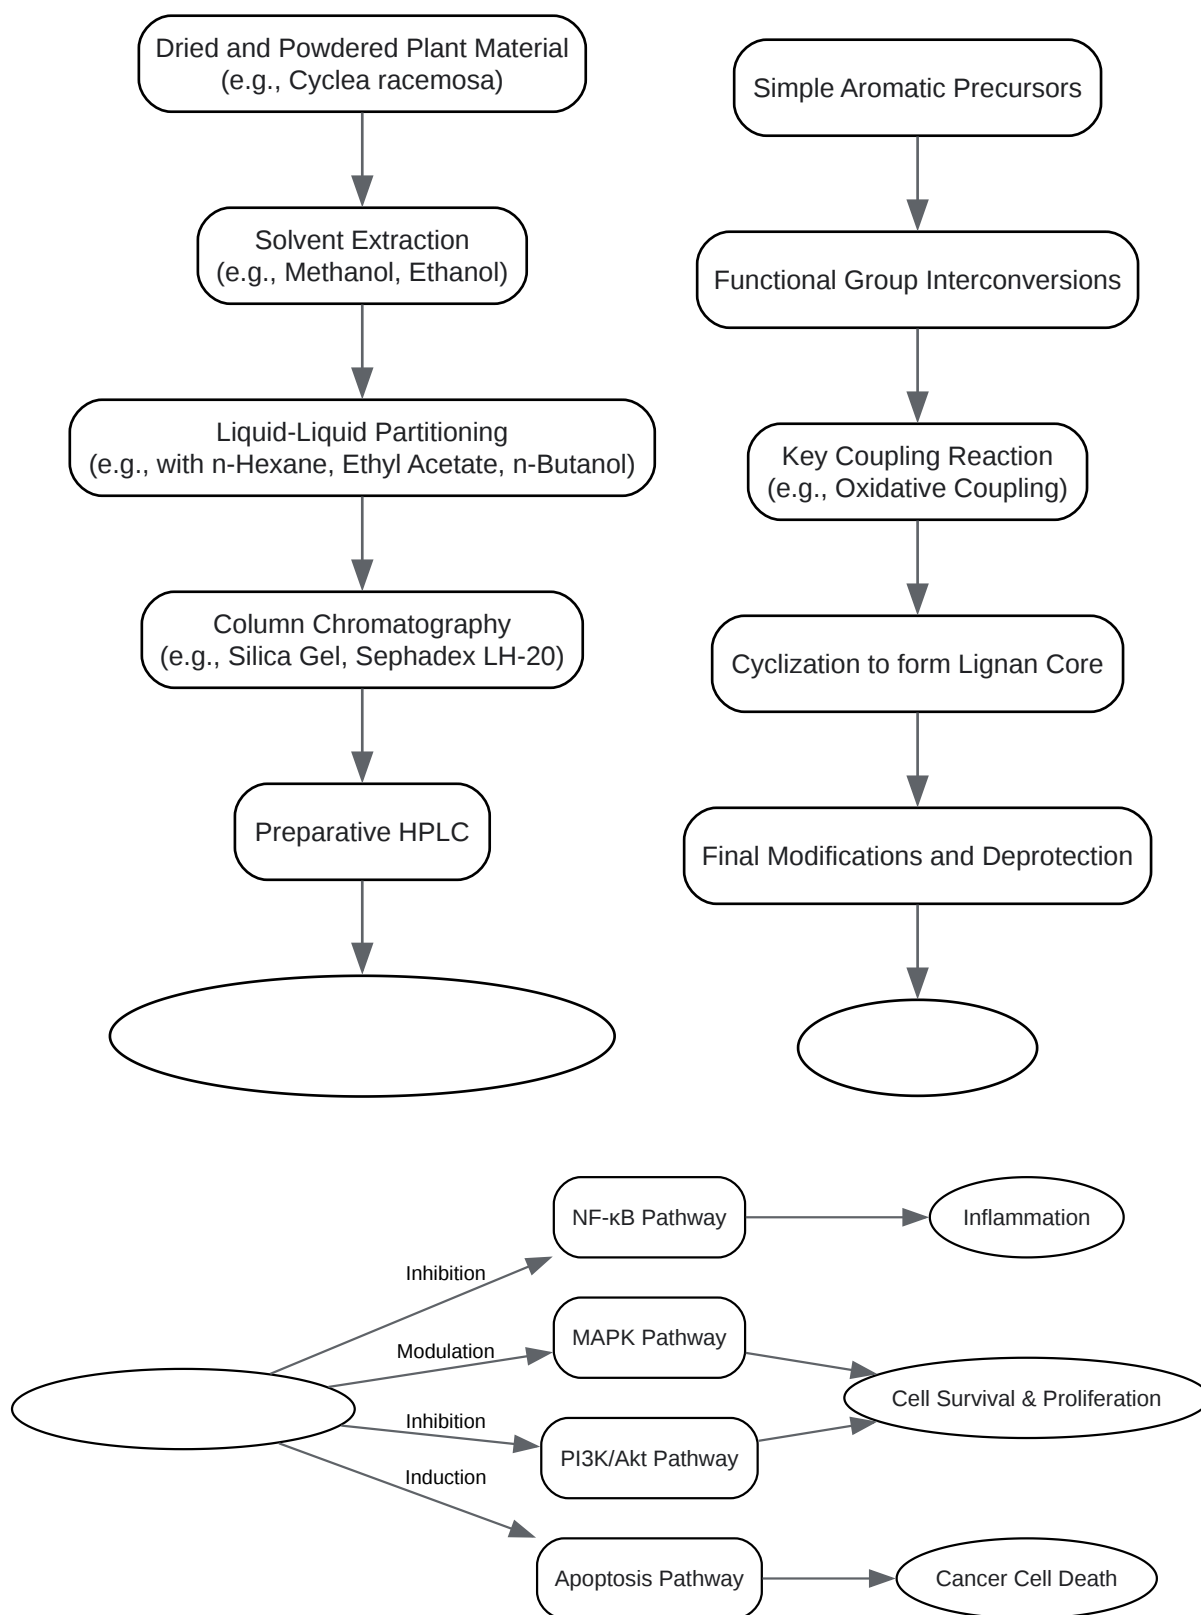 Dried and Powdered Plant Material
(e.g., Cyclea racemosa)
Solvent Extraction
(e.g., Methanol, Ethanol)
Liquid-Liquid Partitioning
(e.g., with n-Hexane, Ethyl Acetate, n-Butanol)
Column Chromatography
(e.g., Silica Gel, Sephadex LH-20)
Preparative HPLC
Simple Aromatic Precursors
Functional Group Interconversions
Key Coupling Reaction
(e.g., Oxidative Coupling)
Cyclization to form Lignan Core
Final Modifications and Deprotection
Inhibition
Modulation
Inhibition
Induction
NF-κB Pathway
MAPK Pathway
PI3K/Akt Pathway
Apoptosis Pathway
Inflammation
Cell Survival & Proliferation
Cancer Cell Death